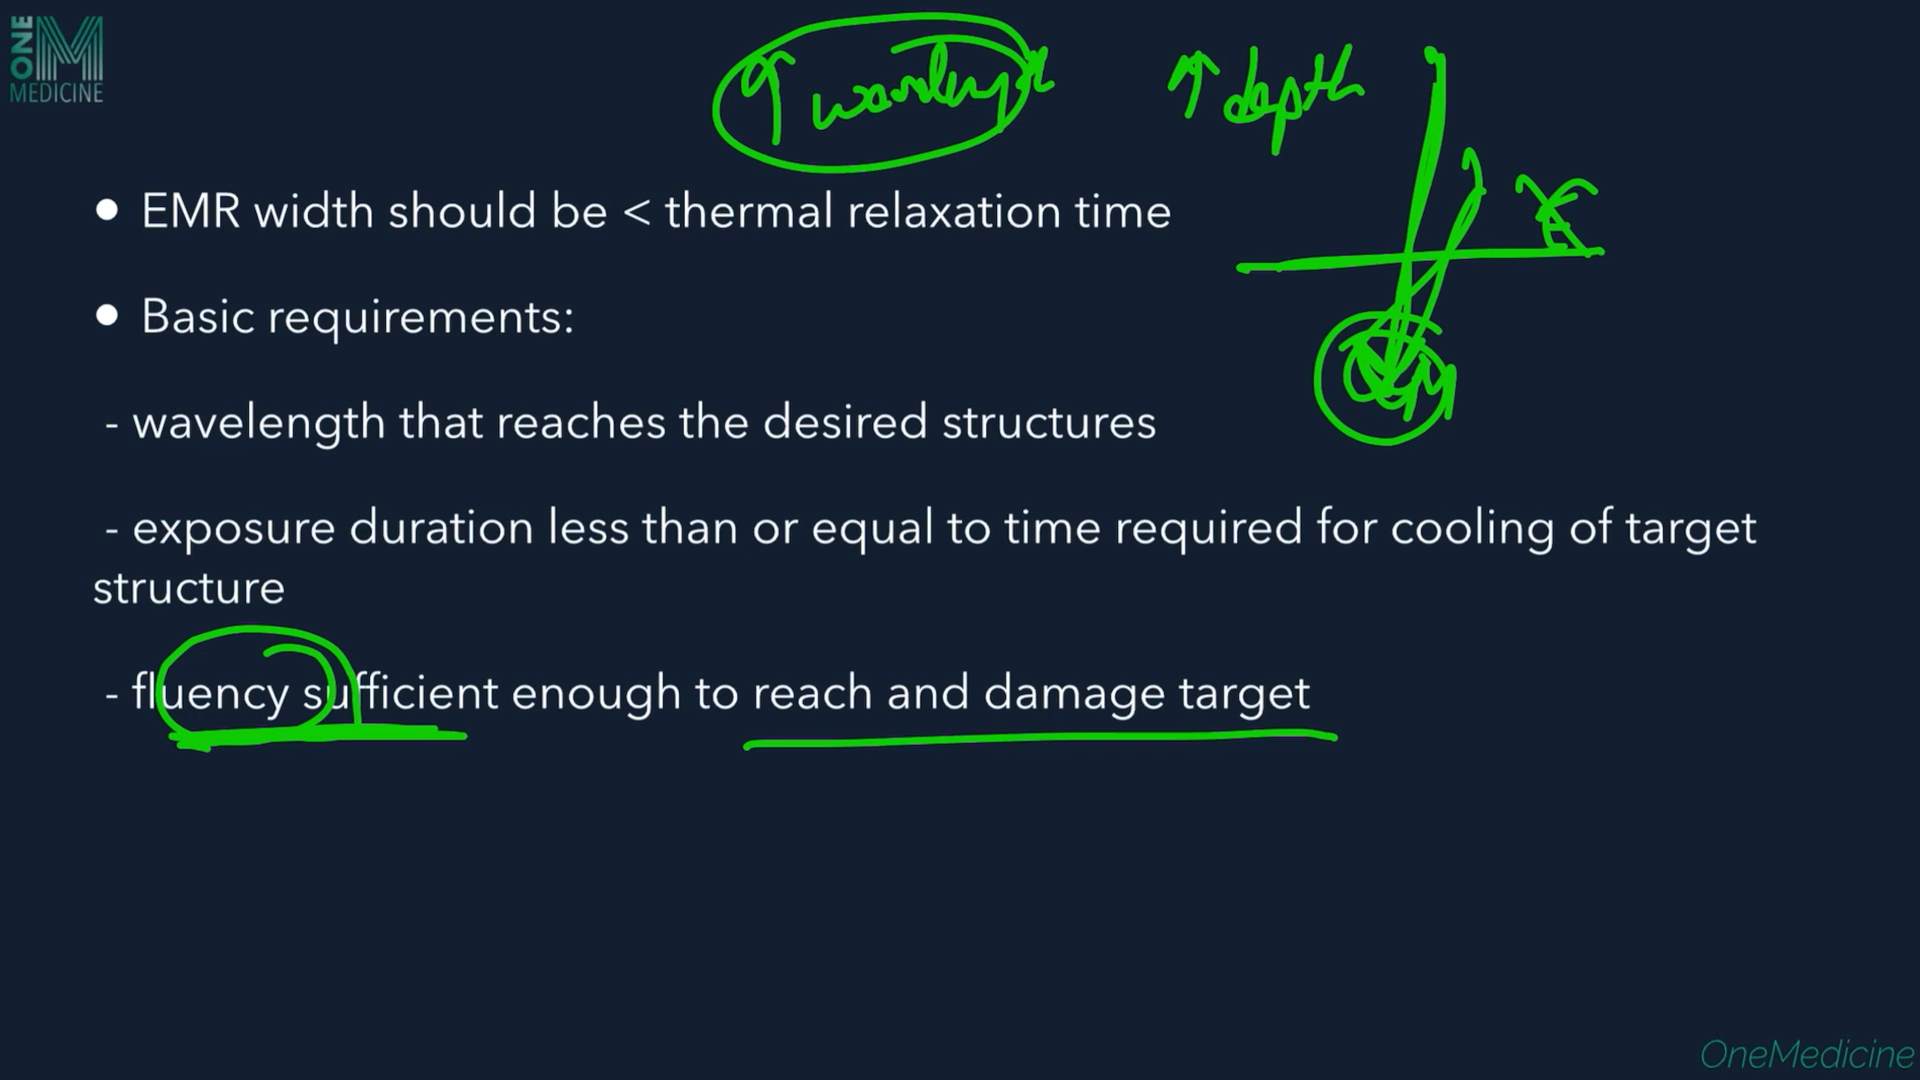 ONE
MEDICINE
↑ depth
• EMR width should be < thermal relaxation time
• Basic requirements:
- wavelength that reaches the desired structures
- exposure duration less than or equal to time required for cooling of target
structure
- fluency sufficient enough to reach and damage target
OneMedicine